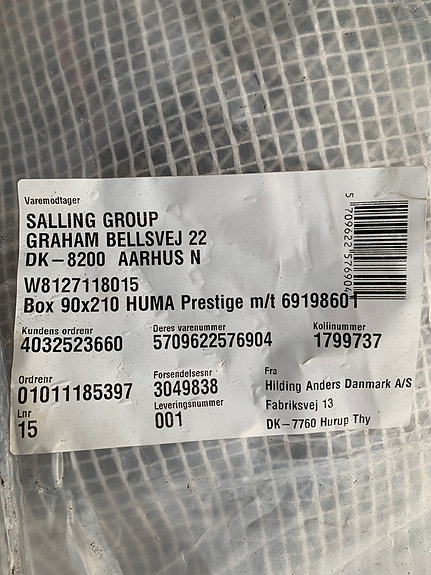 Varemodtager
SALLING GROUP
GRAHAM BELLSVEJ 22
DK-8200 AARHUS N
W8127118015
Box 90x210 HUMA Prestige m/t 69198601
5 709622 576904
Kundens ordrenr
4032523660
Deres varenummer
5709622576904
Kollinummer
1799737
Ordrenr
01011185397
Forsendelsesnr
3049838
Lnr
15
Leveringsnummer
001
Fra
Hilding Anders Danmark A/S
Fabriksvej 13
DK-7760 Hurup Thy